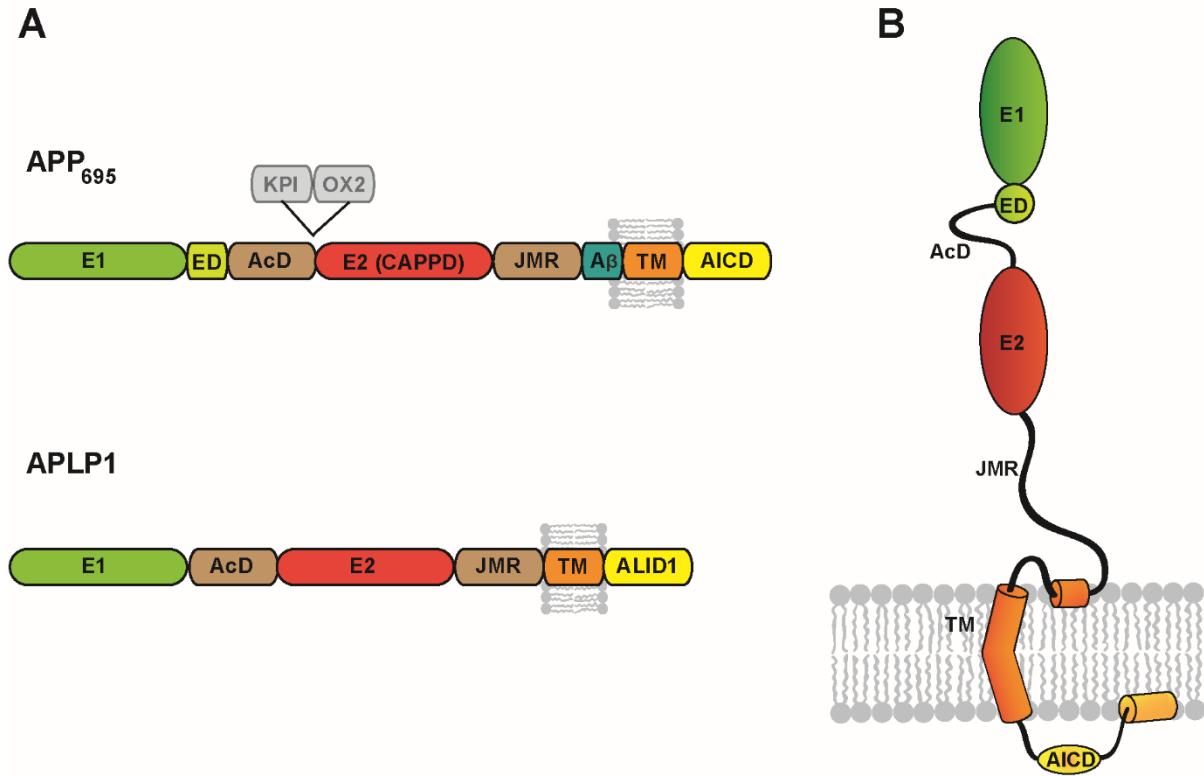 A
APP695
KPI OX2
E1 ED AcD E2 (CAPPD) JMR Aβ TM AICD
APLP1
E1 AcD E2 JMR TM ALID1
B
E1
ED
AcD
E2
JMR
TM
AICD